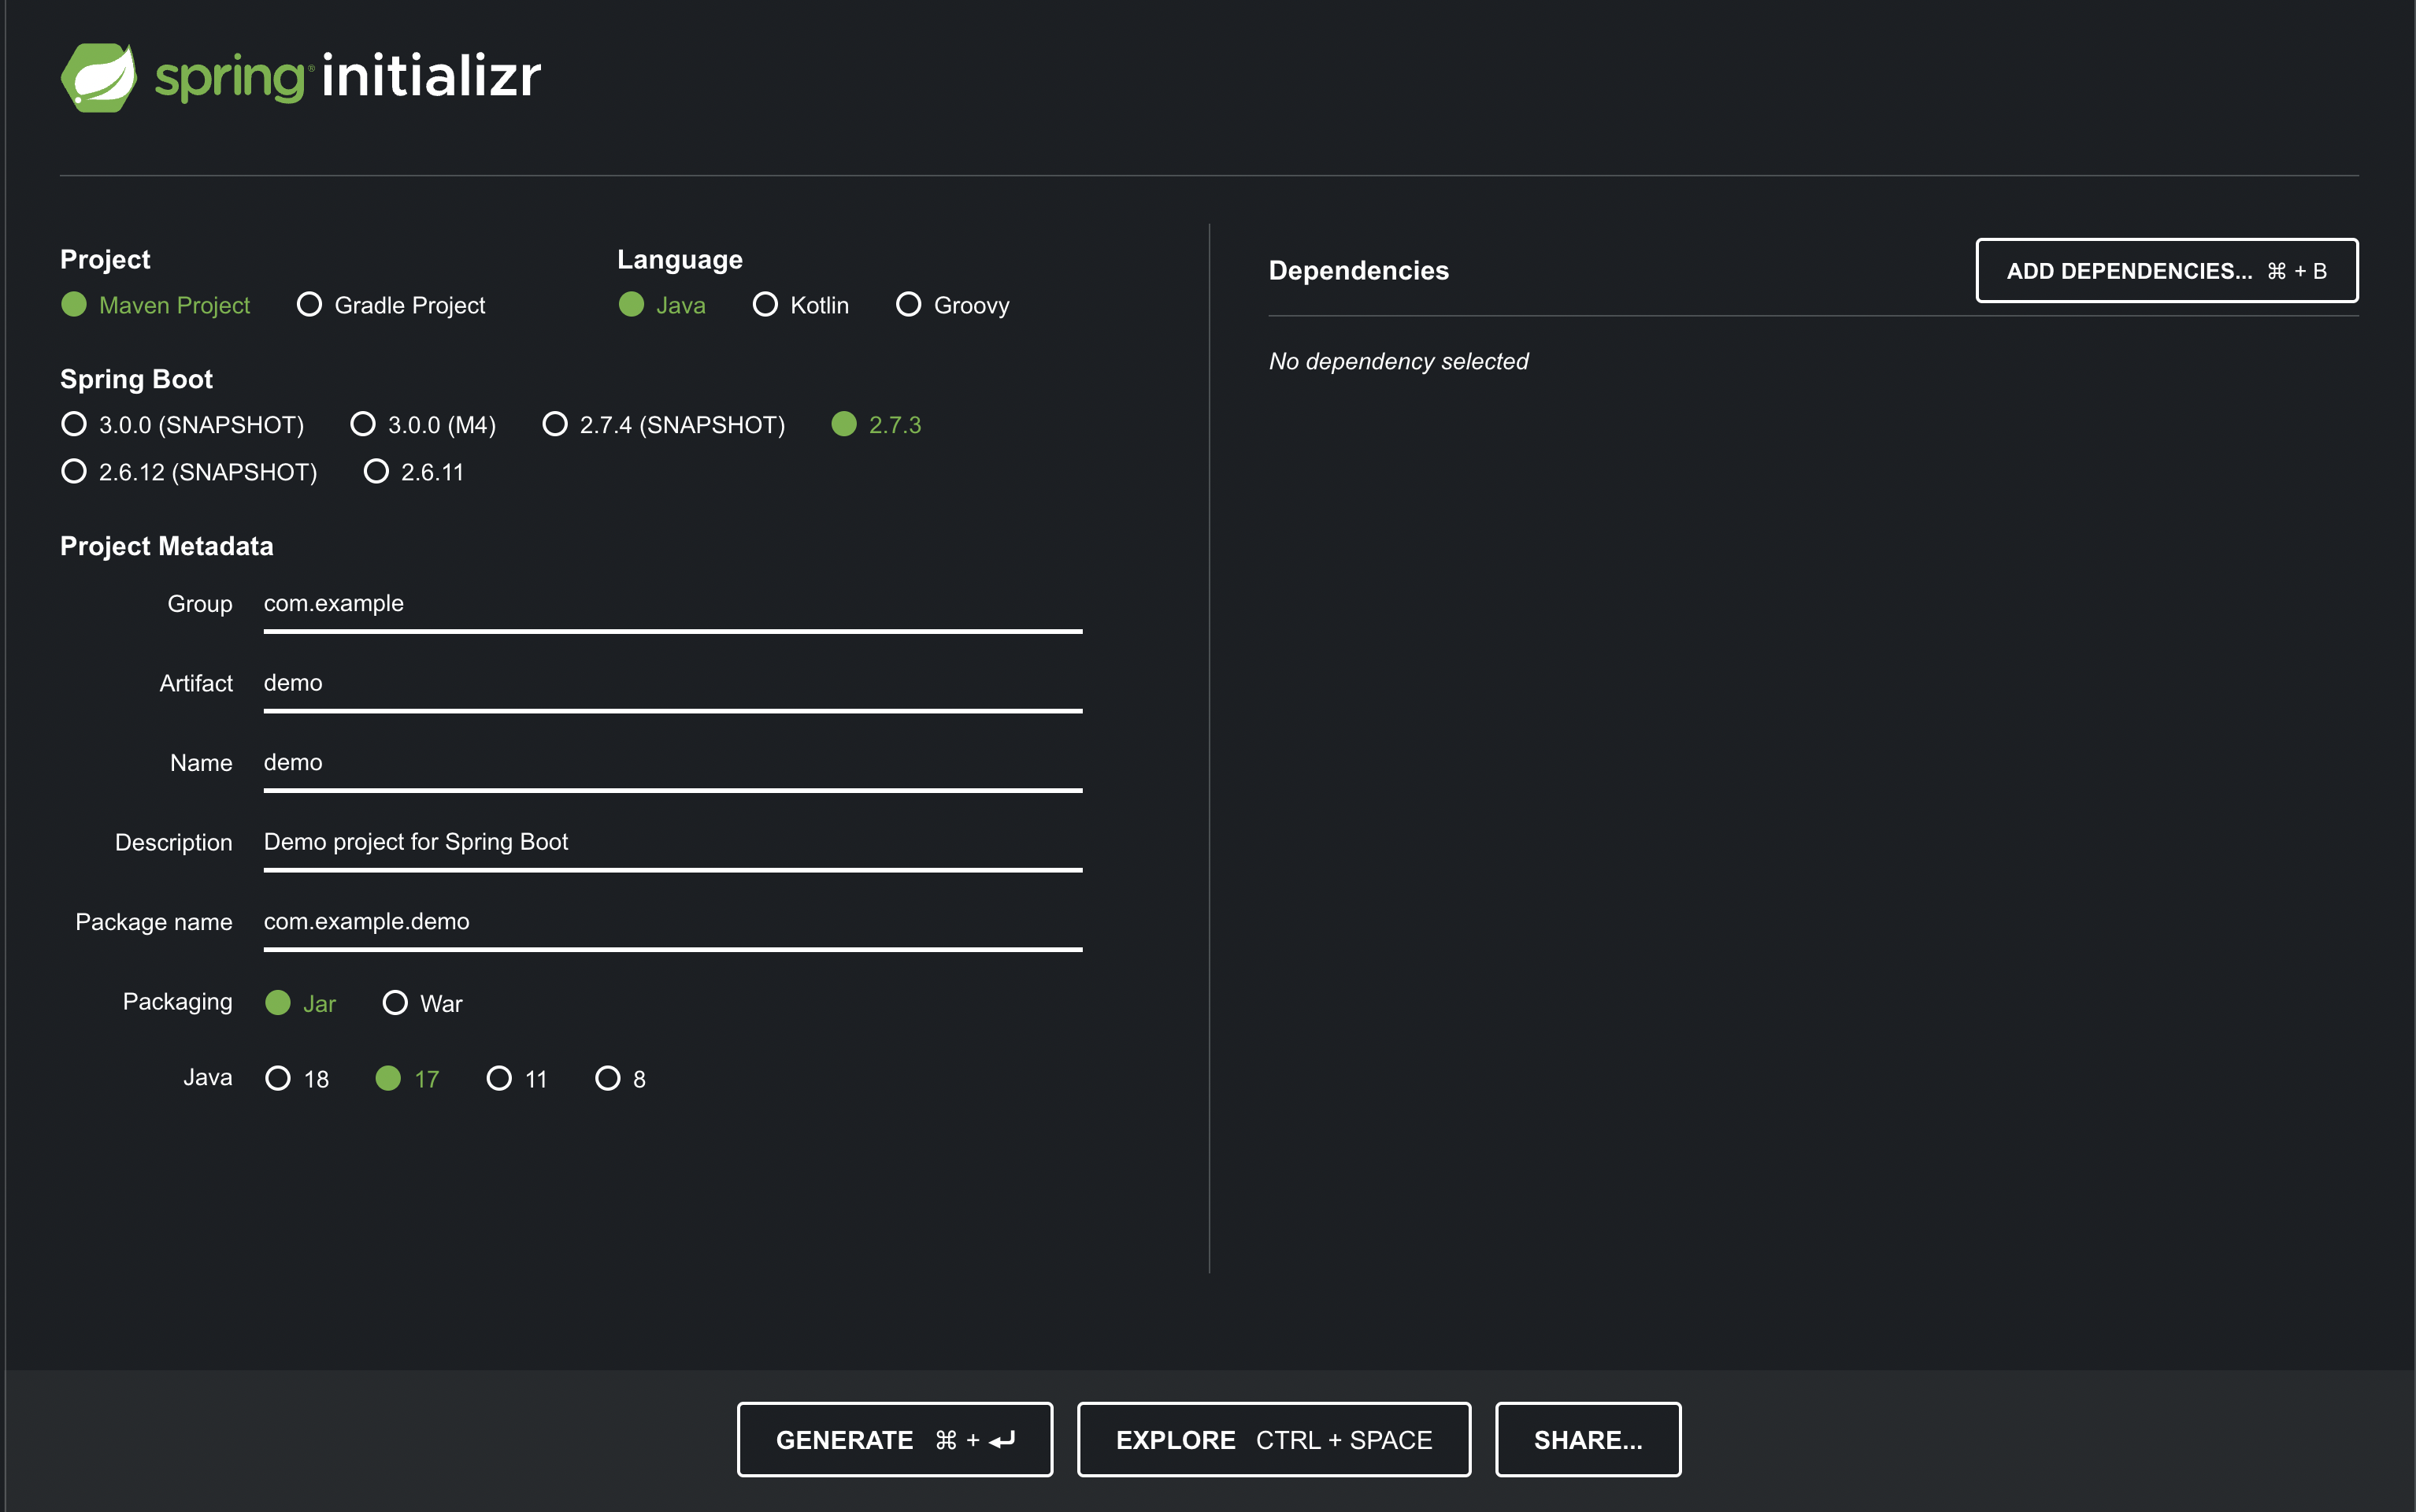 spring initializr
Project
Maven Project Gradle Project
Language
Java Kotlin Groovy
Spring Boot
3.0.0 (SNAPSHOT) 3.0.0 (M4) 2.7.4 (SNAPSHOT) 2.7.3
2.6.12 (SNAPSHOT) 2.6.11
Project Metadata
Group com.example
Artifact demo
Name demo
Description Demo project for Spring Boot
Package name com.example.demo
Packaging Jar War
Java 18 17 11 8
Dependencies ADD DEPENDENCIES... ⌘ + B
No dependency selected
GENERATE ⌘ + ⏎ EXPLORE CTRL + SPACE SHARE...